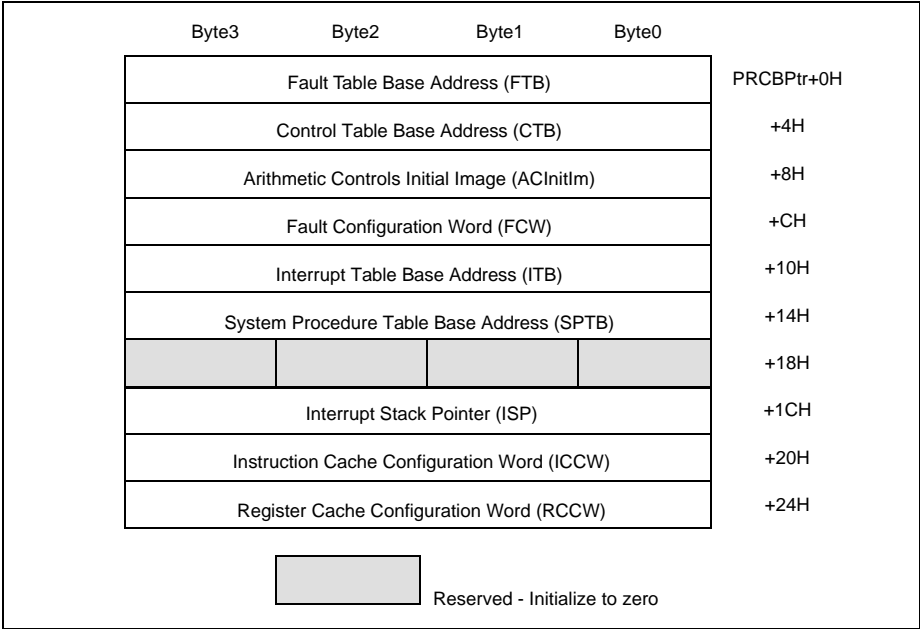 Byte3 Byte2 Byte1 Byte0
Fault Table Base Address (FTB) PRCBPtr+0H
Control Table Base Address (CTB) +4H
Arithmetic Controls Initial Image (ACInitIm) +8H
Fault Configuration Word (FCW) +CH
Interrupt Table Base Address (ITB) +10H
System Procedure Table Base Address (SPTB) +14H
+18H
Interrupt Stack Pointer (ISP) +1CH
Instruction Cache Configuration Word (ICCW) +20H
Register Cache Configuration Word (RCCW) +24H
Reserved - Initialize to zero